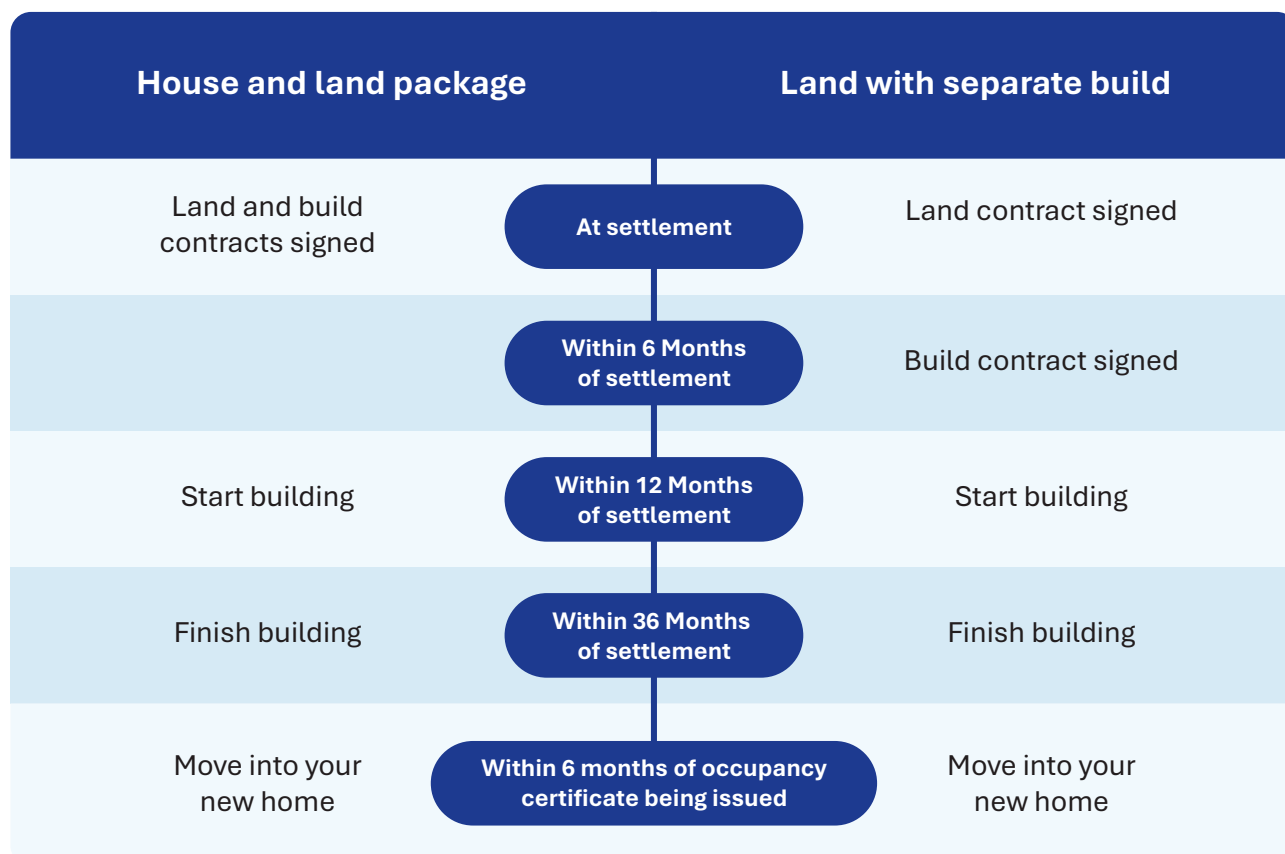 House and land package
Land with separate build
Land and build
contracts signed
At settlement
Land contract signed
Within 6 Months
of settlement
Build contract signed
Start building
Within 12 Months
of settlement
Start building
Finish building
Within 36 Months
of settlement
Finish building
Move into your
new home
Within 6 months of occupancy
certificate being issued
Move into your
new home